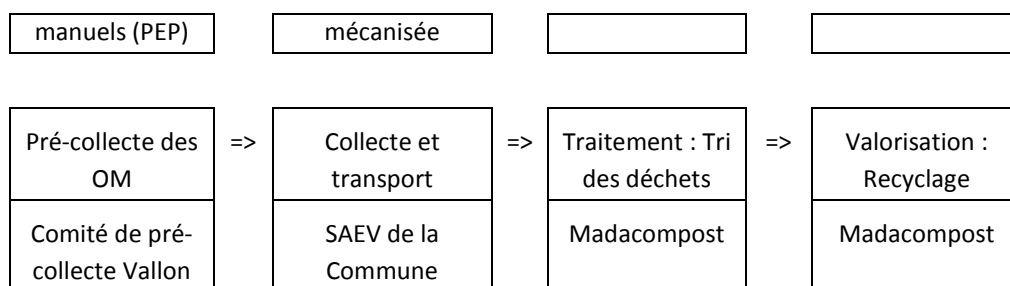 manuels (PEP) mécanisée
Pré-collecte des => Collecte et => Traitement : Tri => Valorisation :
OM transport des déchets Recyclage
Comité de pré- SAEV de la Madacompost Madacompost
collecte Vallon Commune